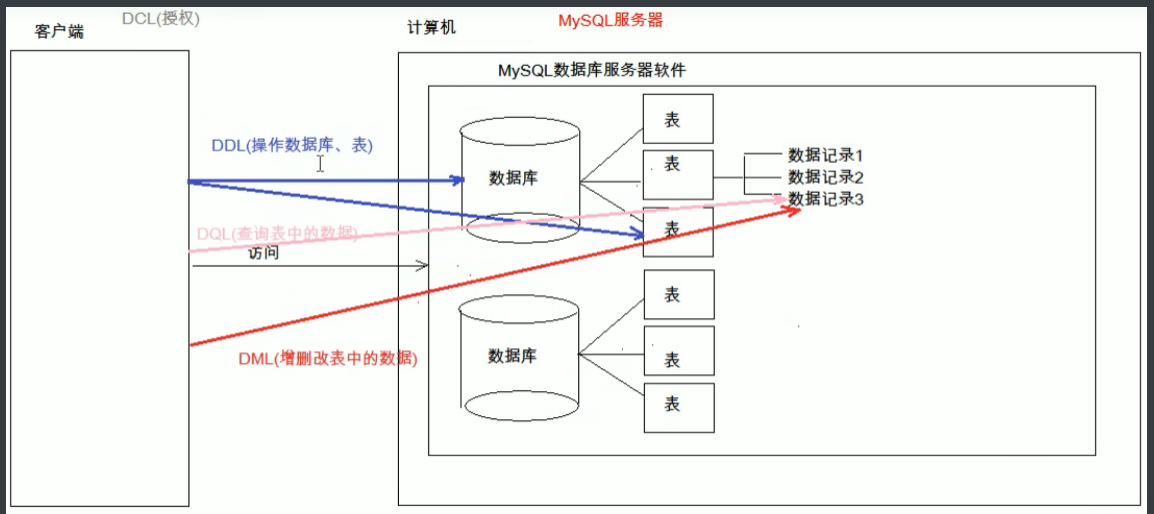 DCL(授权)
客户端
计算机
MySQL服务器
MySQL数据库服务器软件
DDL(操作数据库、表)
数据库
表
表
表
数据记录1
数据记录2
数据记录3
DQL(查询表中的数据)
访问
DML(增删改表中的数据)
数据库
表
表
表